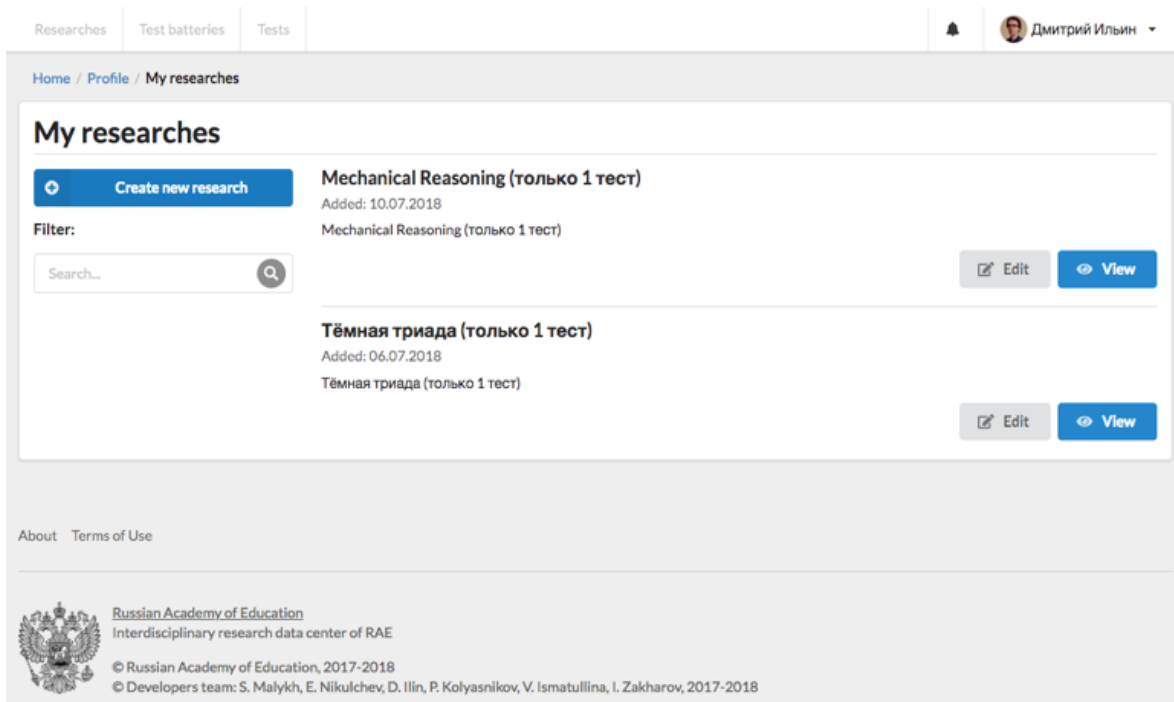 Researches Test batteries Tests Дмитрий Ильин
Home / Profile / My researches
My researches
Create new research
Filter:
Search...
Mechanical Reasoning (только 1 тест)
Added: 10.07.2018
Mechanical Reasoning (только 1 тест)
Edit View
Тёмная триада (только 1 тест)
Added: 06.07.2018
Тёмная триада (только 1 тест)
Edit View
About Terms of Use
Russian Academy of Education
Interdisciplinary research data center of RAE
© Russian Academy of Education, 2017-2018
© Developers team: S. Malykh, E. Nikulchev, D. Ilin, P. Kolyasnikov, V. Ismatullina, I. Zakharov, 2017-2018